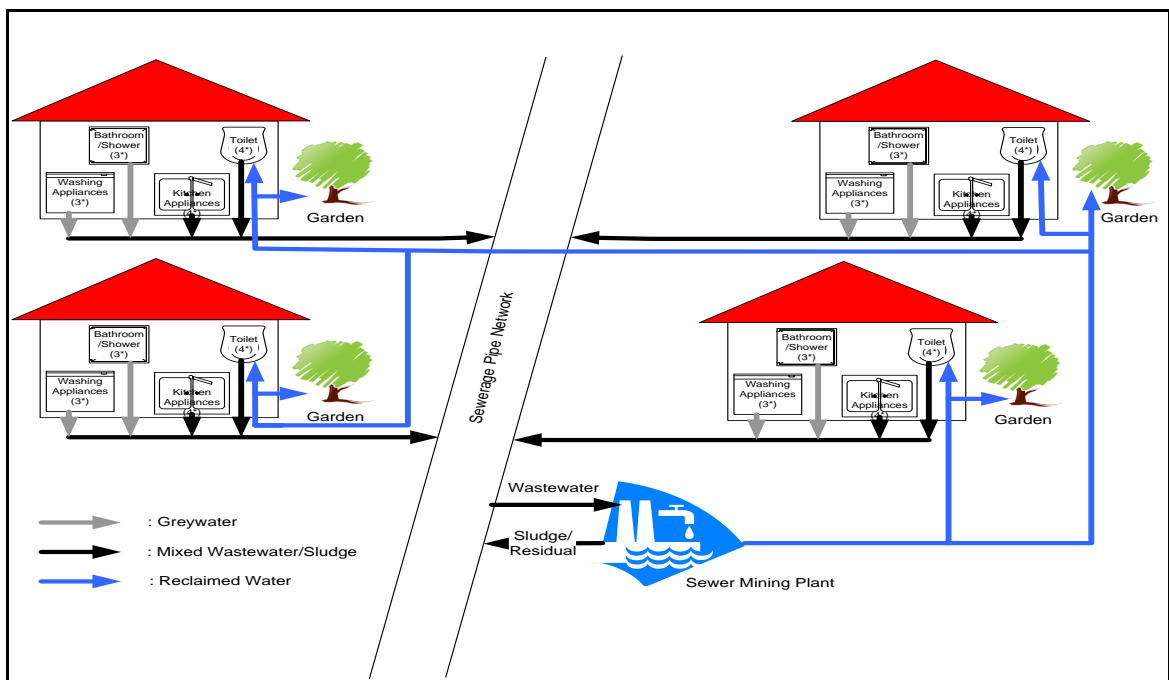 Bathroom
/Shower
(3*)
Toilet
(4*)
Washing
Appliances
(3*)
Kitchen
Appliances
Garden
Bathroom
/Shower
(3*)
Toilet
(4*)
Washing
Appliances
(3*)
Kitchen
Appliances
Garden
Bathroom
/Shower
(3*)
Toilet
(4*)
Washing
Appliances
(3*)
Kitchen
Appliances
Garden
Bathroom
/Shower
(3*)
Toilet
(4*)
Washing
Appliances
(3*)
Kitchen
Appliances
Garden
Sewerage Pipe Network
Wastewater
Sludge/
Residual
Sewer Mining Plant
: Greywater
: Mixed Wastewater/Sludge
: Reclaimed Water